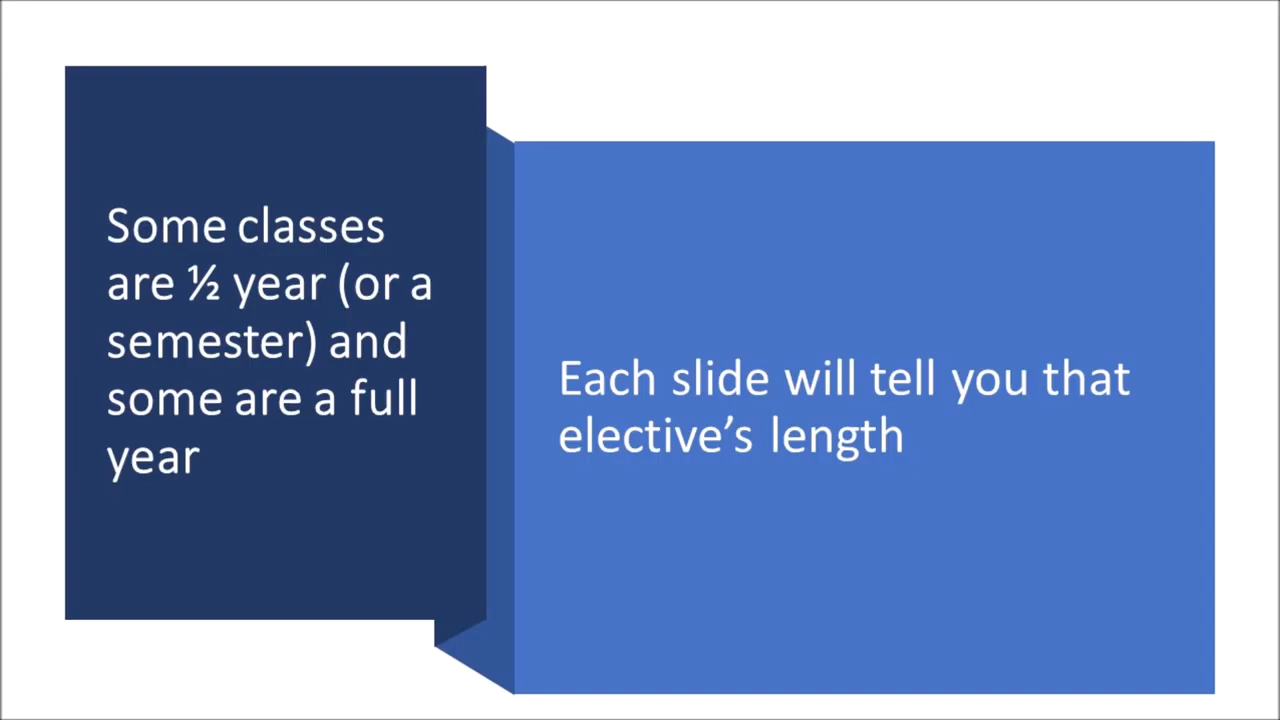 Some classes
are ½ year (or a
semester) and
some are a full
year
Each slide will tell you that
elective’s length